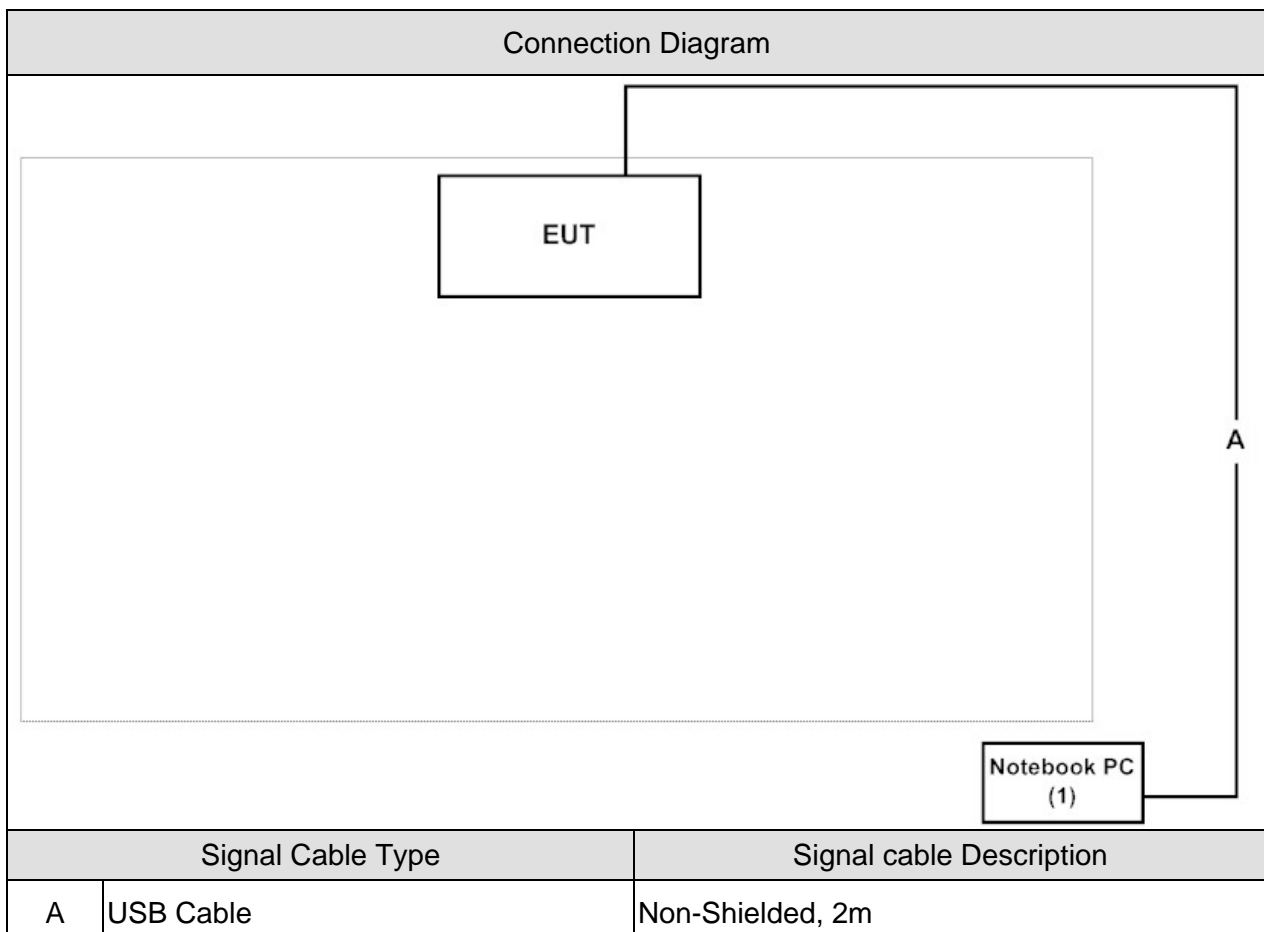 Connection Diagram
EUT
A
Notebook PC
(1)
Signal Cable Type Signal cable Description
A USB Cable Non-Shielded, 2m